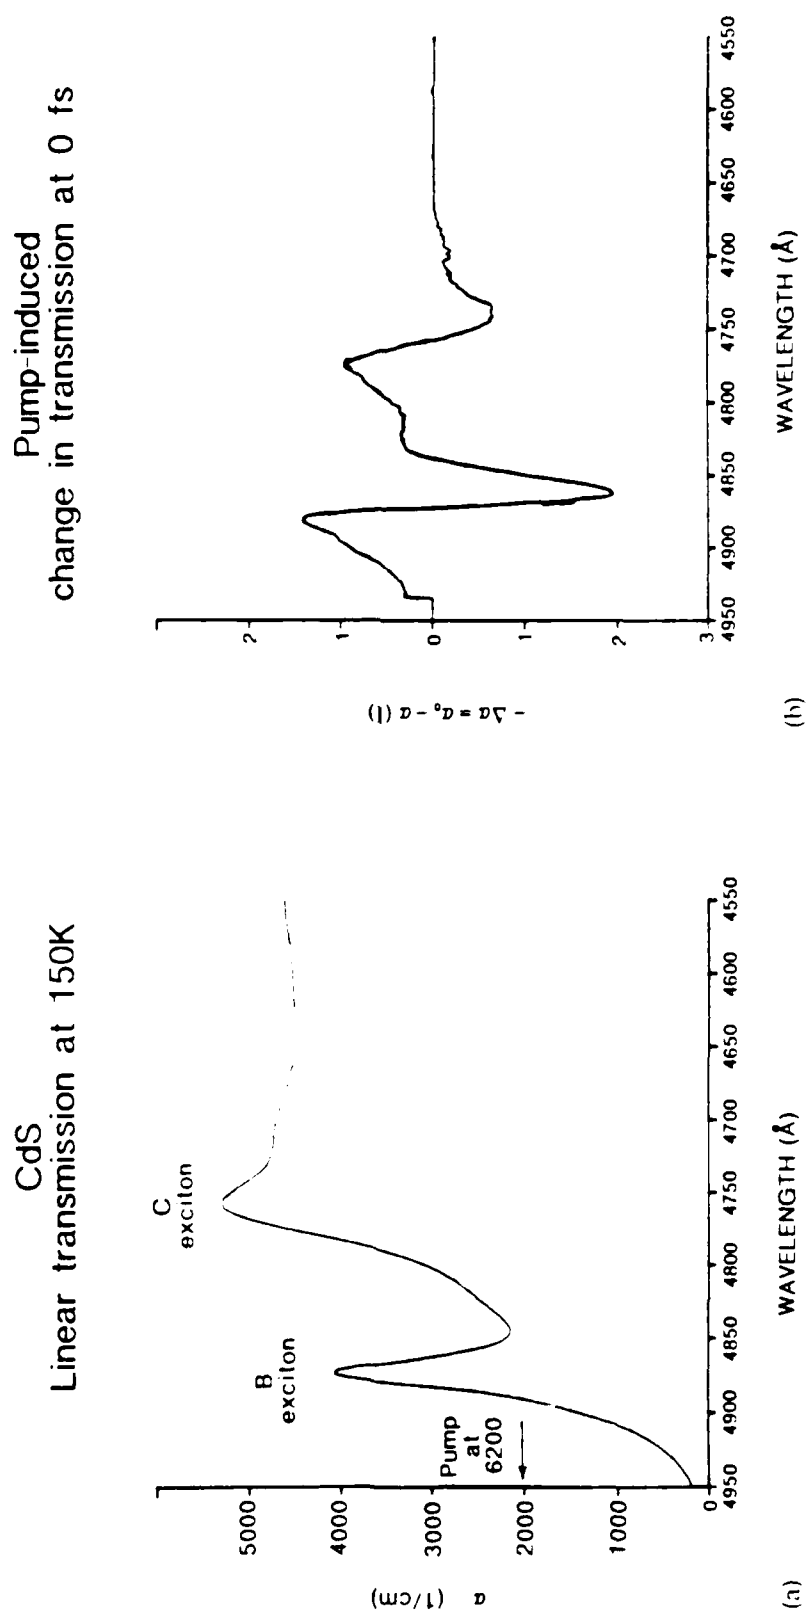 CdS
Linear transmission at 150K
C
exciton
B
exciton
Pump
at
6200
5000
4000
3000
2000
1000
0
α (1/cm)
4950
4900
4850
4800
4750
4700
4650
4600
4550
WAVELENGTH (Å)
(a)
Pump-induced
change in transmission at 0 fs
2
1
0
1
2
3
- Δα = α₀ - α (l)
4950
4900
4850
4800
4750
4700
4650
4600
4550
WAVELENGTH (Å)
(b)